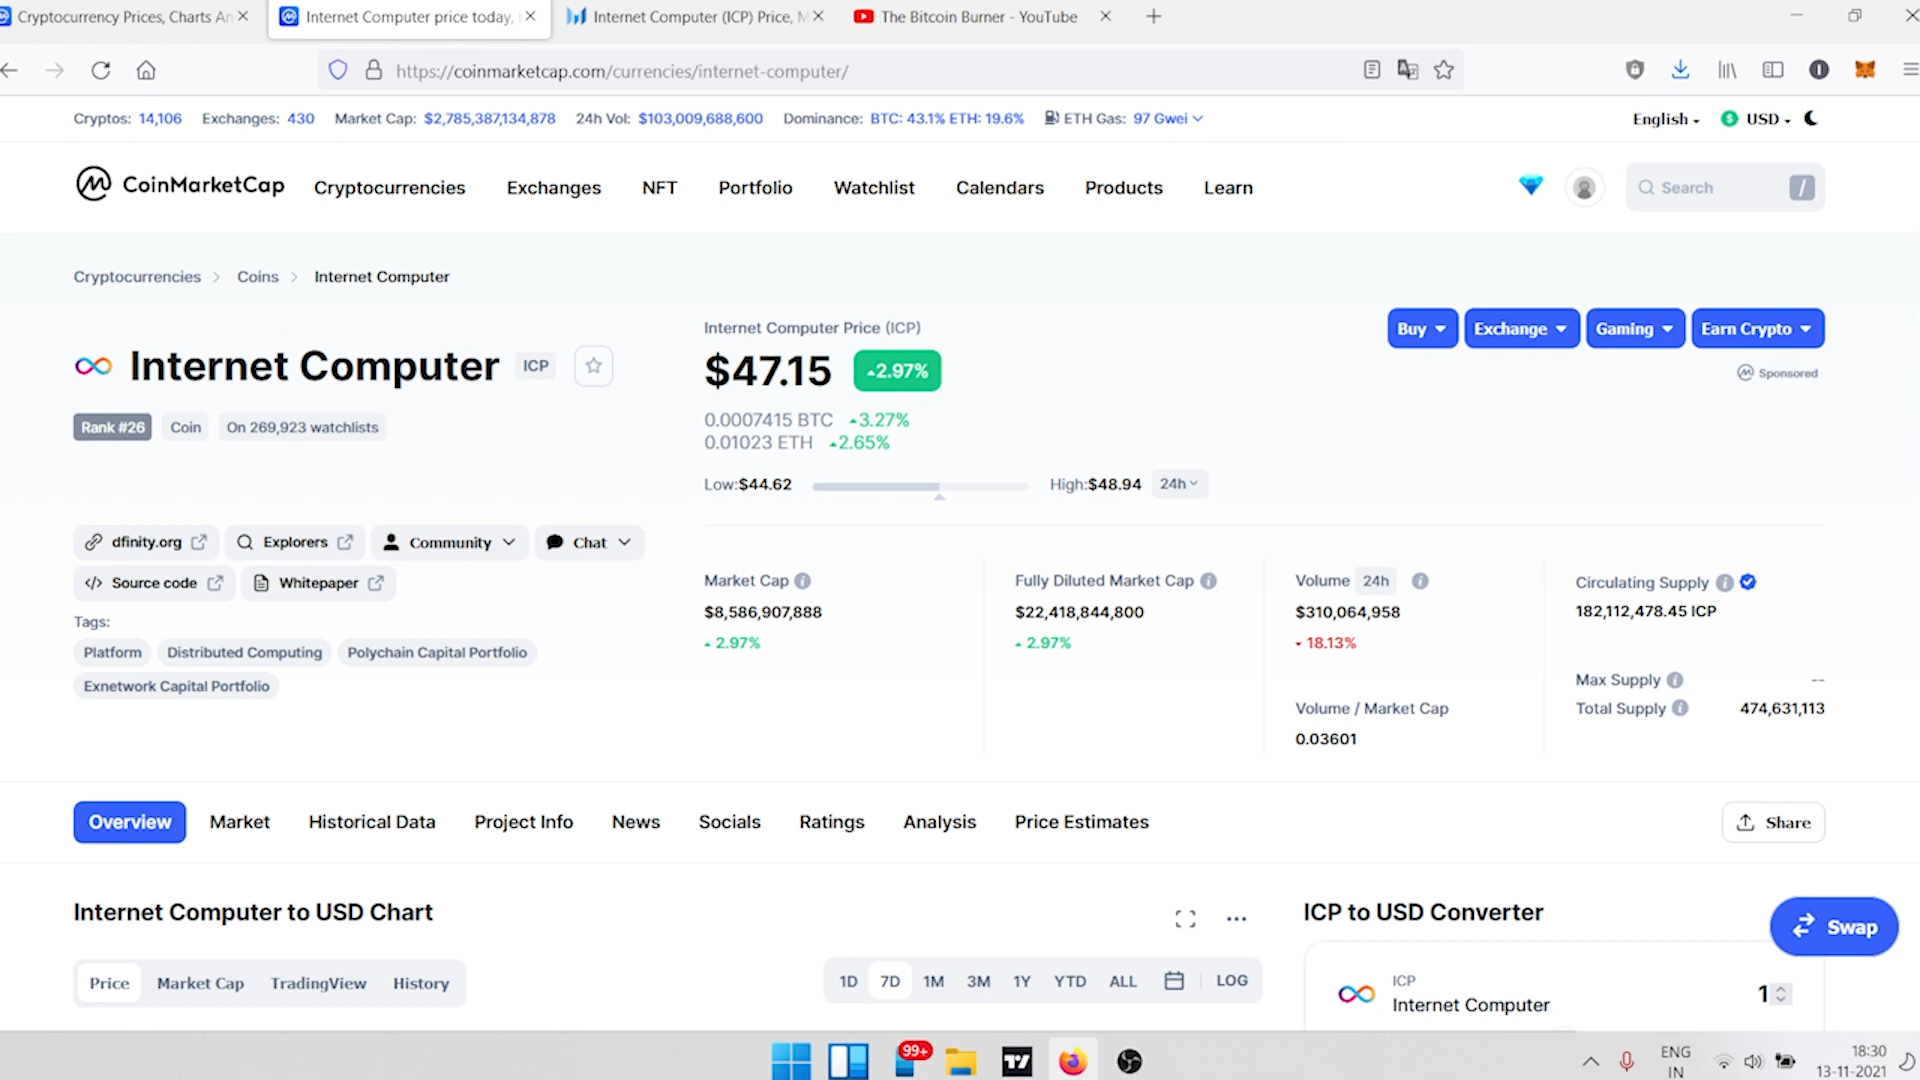 Cryptocurrency Prices, Charts An
Internet Computer price today,
Internet Computer (ICP) Price, M
The Bitcoin Burner - YouTube
https://coinmarketcap.com/currencies/internet-computer/
Cryptos: 14,106 Exchanges: 430 Market Cap: $2,785,387,134,878 24h Vol: $103,009,688,600 Dominance: BTC: 43.1% ETH: 19.6% ETH Gas: 97 Gwei
English USD
CoinMarketCap Cryptocurrencies Exchanges NFT Portfolio Watchlist Calendars Products Learn Search /
Cryptocurrencies > Coins > Internet Computer
Internet Computer ICP
Rank #26 Coin On 269,923 watchlists
dfinity.org Explorers Community Chat
Source code Whitepaper
Tags:
Platform Distributed Computing Polychain Capital Portfolio
Exnetwork Capital Portfolio
Internet Computer Price (ICP)
$47.15 2.97%
0.0007415 BTC 3.27%
0.01023 ETH 2.65%
Low:$44.62 High:$48.94 24h
Buy Exchange Gaming Earn Crypto
Sponsored
Market Cap
$8,586,907,888
2.97%
Fully Diluted Market Cap
$22,418,844,800
2.97%
Volume 24h
$310,064,958
18.13%
Volume / Market Cap
0.03601
Circulating Supply
182,112,478.45 ICP
Max Supply --
Total Supply 474,631,113
Overview Market Historical Data Project Info News Socials Ratings Analysis Price Estimates Share
Internet Computer to USD Chart
Price Market Cap TradingView History
1D 7D 1M 3M 1Y YTD ALL LOG
ICP to USD Converter
Swap
ICP
Internet Computer 1
99+
ENG
IN
18:30
13-11-2021